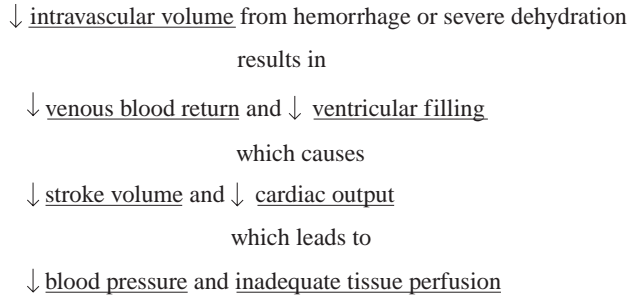 ↓ intravascular volume from hemorrhage or severe dehydration
results in
↓ venous blood return and ↓ ventricular filling
which causes
↓ stroke volume and ↓ cardiac output
which leads to
↓ blood pressure and inadequate tissue perfusion